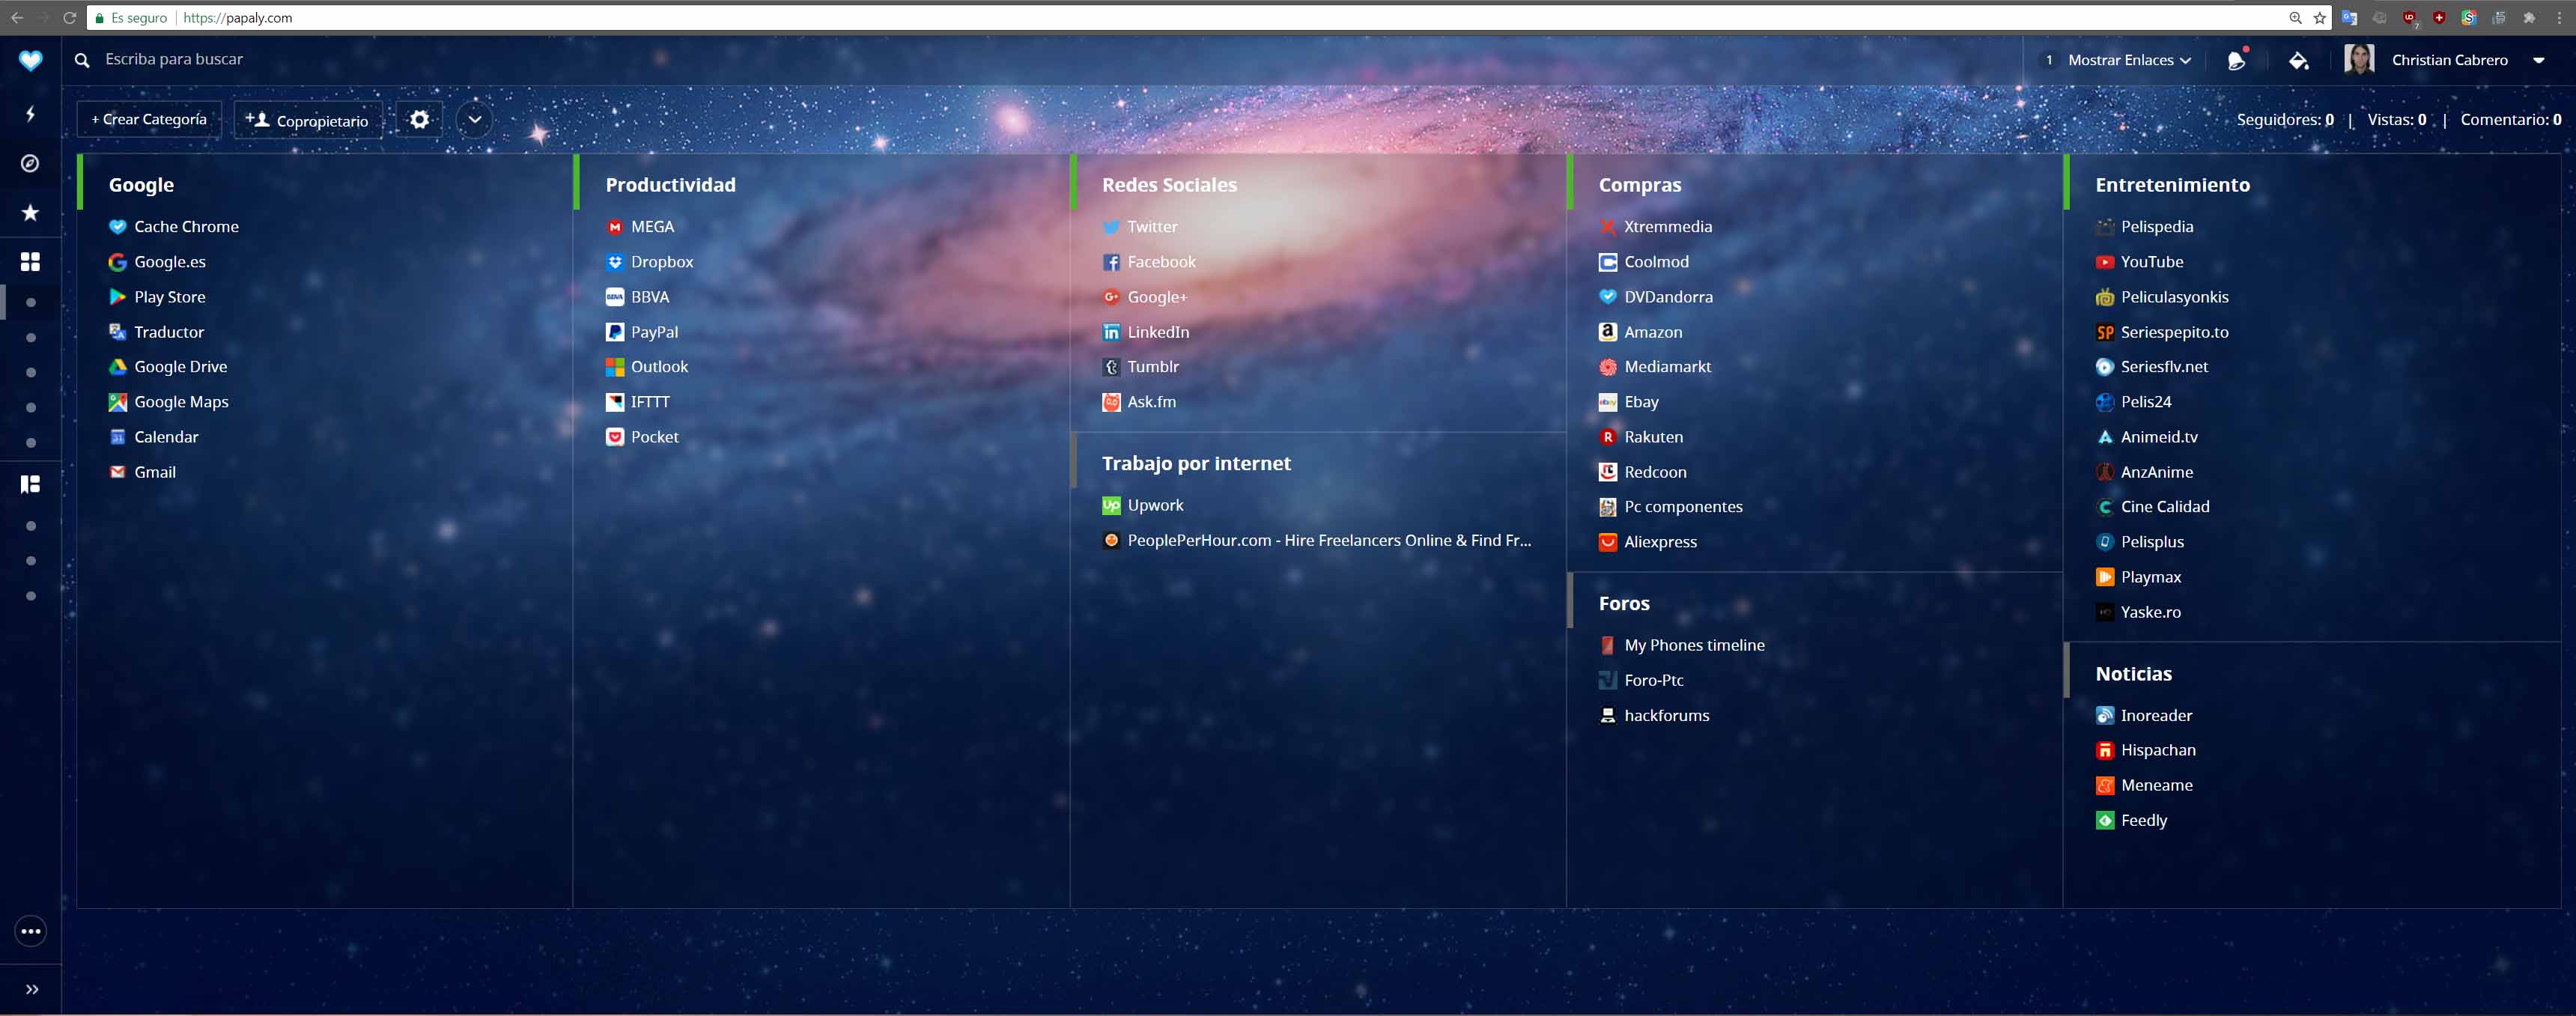 Es seguro
https://papaly.com
Escriba para buscar
1 Mostrar Enlaces
Christian Cabrero
+ Crear Categoría
Copropietario
Seguidores: 0 | Vistas: 0 | Comentario: 0
Google
Cache Chrome
Google.es
Play Store
Traductor
Google Drive
Google Maps
Calendar
Gmail
Productividad
MEGA
Dropbox
BBVA
PayPal
Outlook
IFTTT
Pocket
Redes Sociales
Twitter
Facebook
Google+
LinkedIn
Tumblr
Ask.fm
Trabajo por internet
Upwork
PeoplePerHour.com - Hire Freelancers Online & Find Fr...
Compras
Xtremmedia
Coolmod
DVDandorra
Amazon
Mediamarkt
Ebay
Rakuten
Redcoon
Pc componentes
Aliexpress
Foros
My Phones timeline
Foro-Ptc
hackforums
Entretenimiento
Pelispedia
YouTube
Peliculasyonkis
Seriespepito.to
Seriesflv.net
Pelis24
Animeid.tv
AnzAnime
Cine Calidad
Pelisplus
Playmax
Yaske.ro
Noticias
Inoreader
Hispachan
Meneame
Feedly